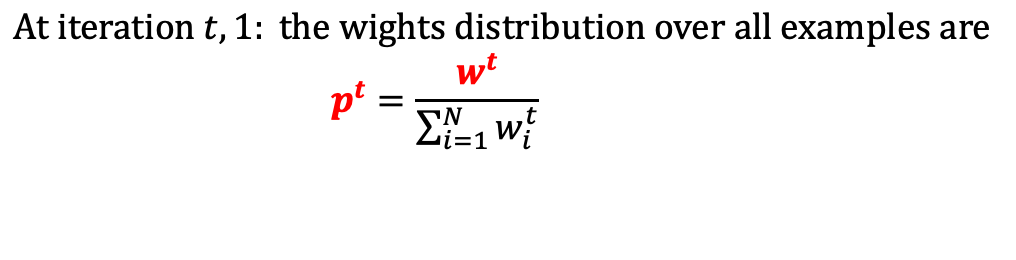 At iteration t, 1: the wights distribution over all examples are
p^t = w^t / ∑_{i=1}^N w_i^t